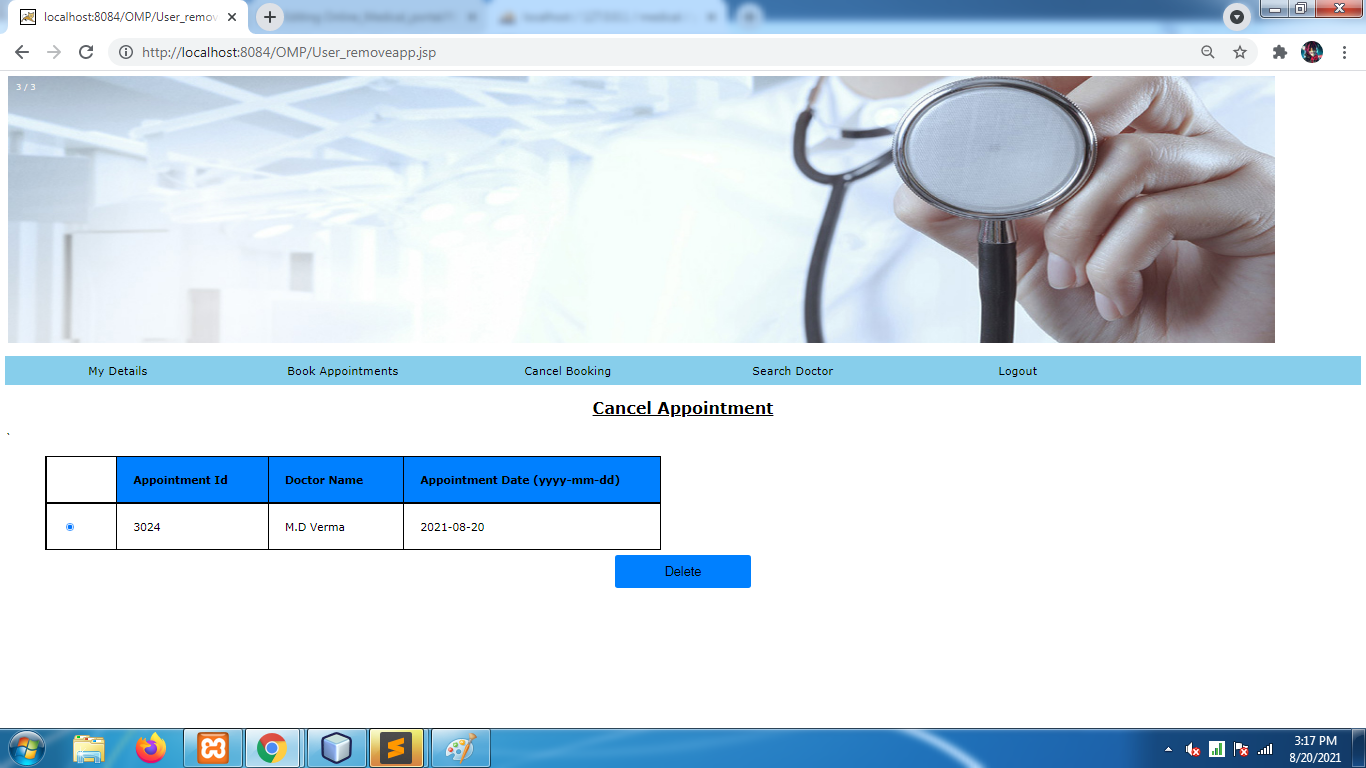 localhost:8084/OMP/User_remov
http://localhost:8084/OMP/User_removeapp.jsp
3 / 3
My Details Book Appointments Cancel Booking Search Doctor Logout
Cancel Appointment
Appointment Id Doctor Name Appointment Date (yyyy-mm-dd)
3024 M.D Verma 2021-08-20
Delete
3:17 PM
8/20/2021